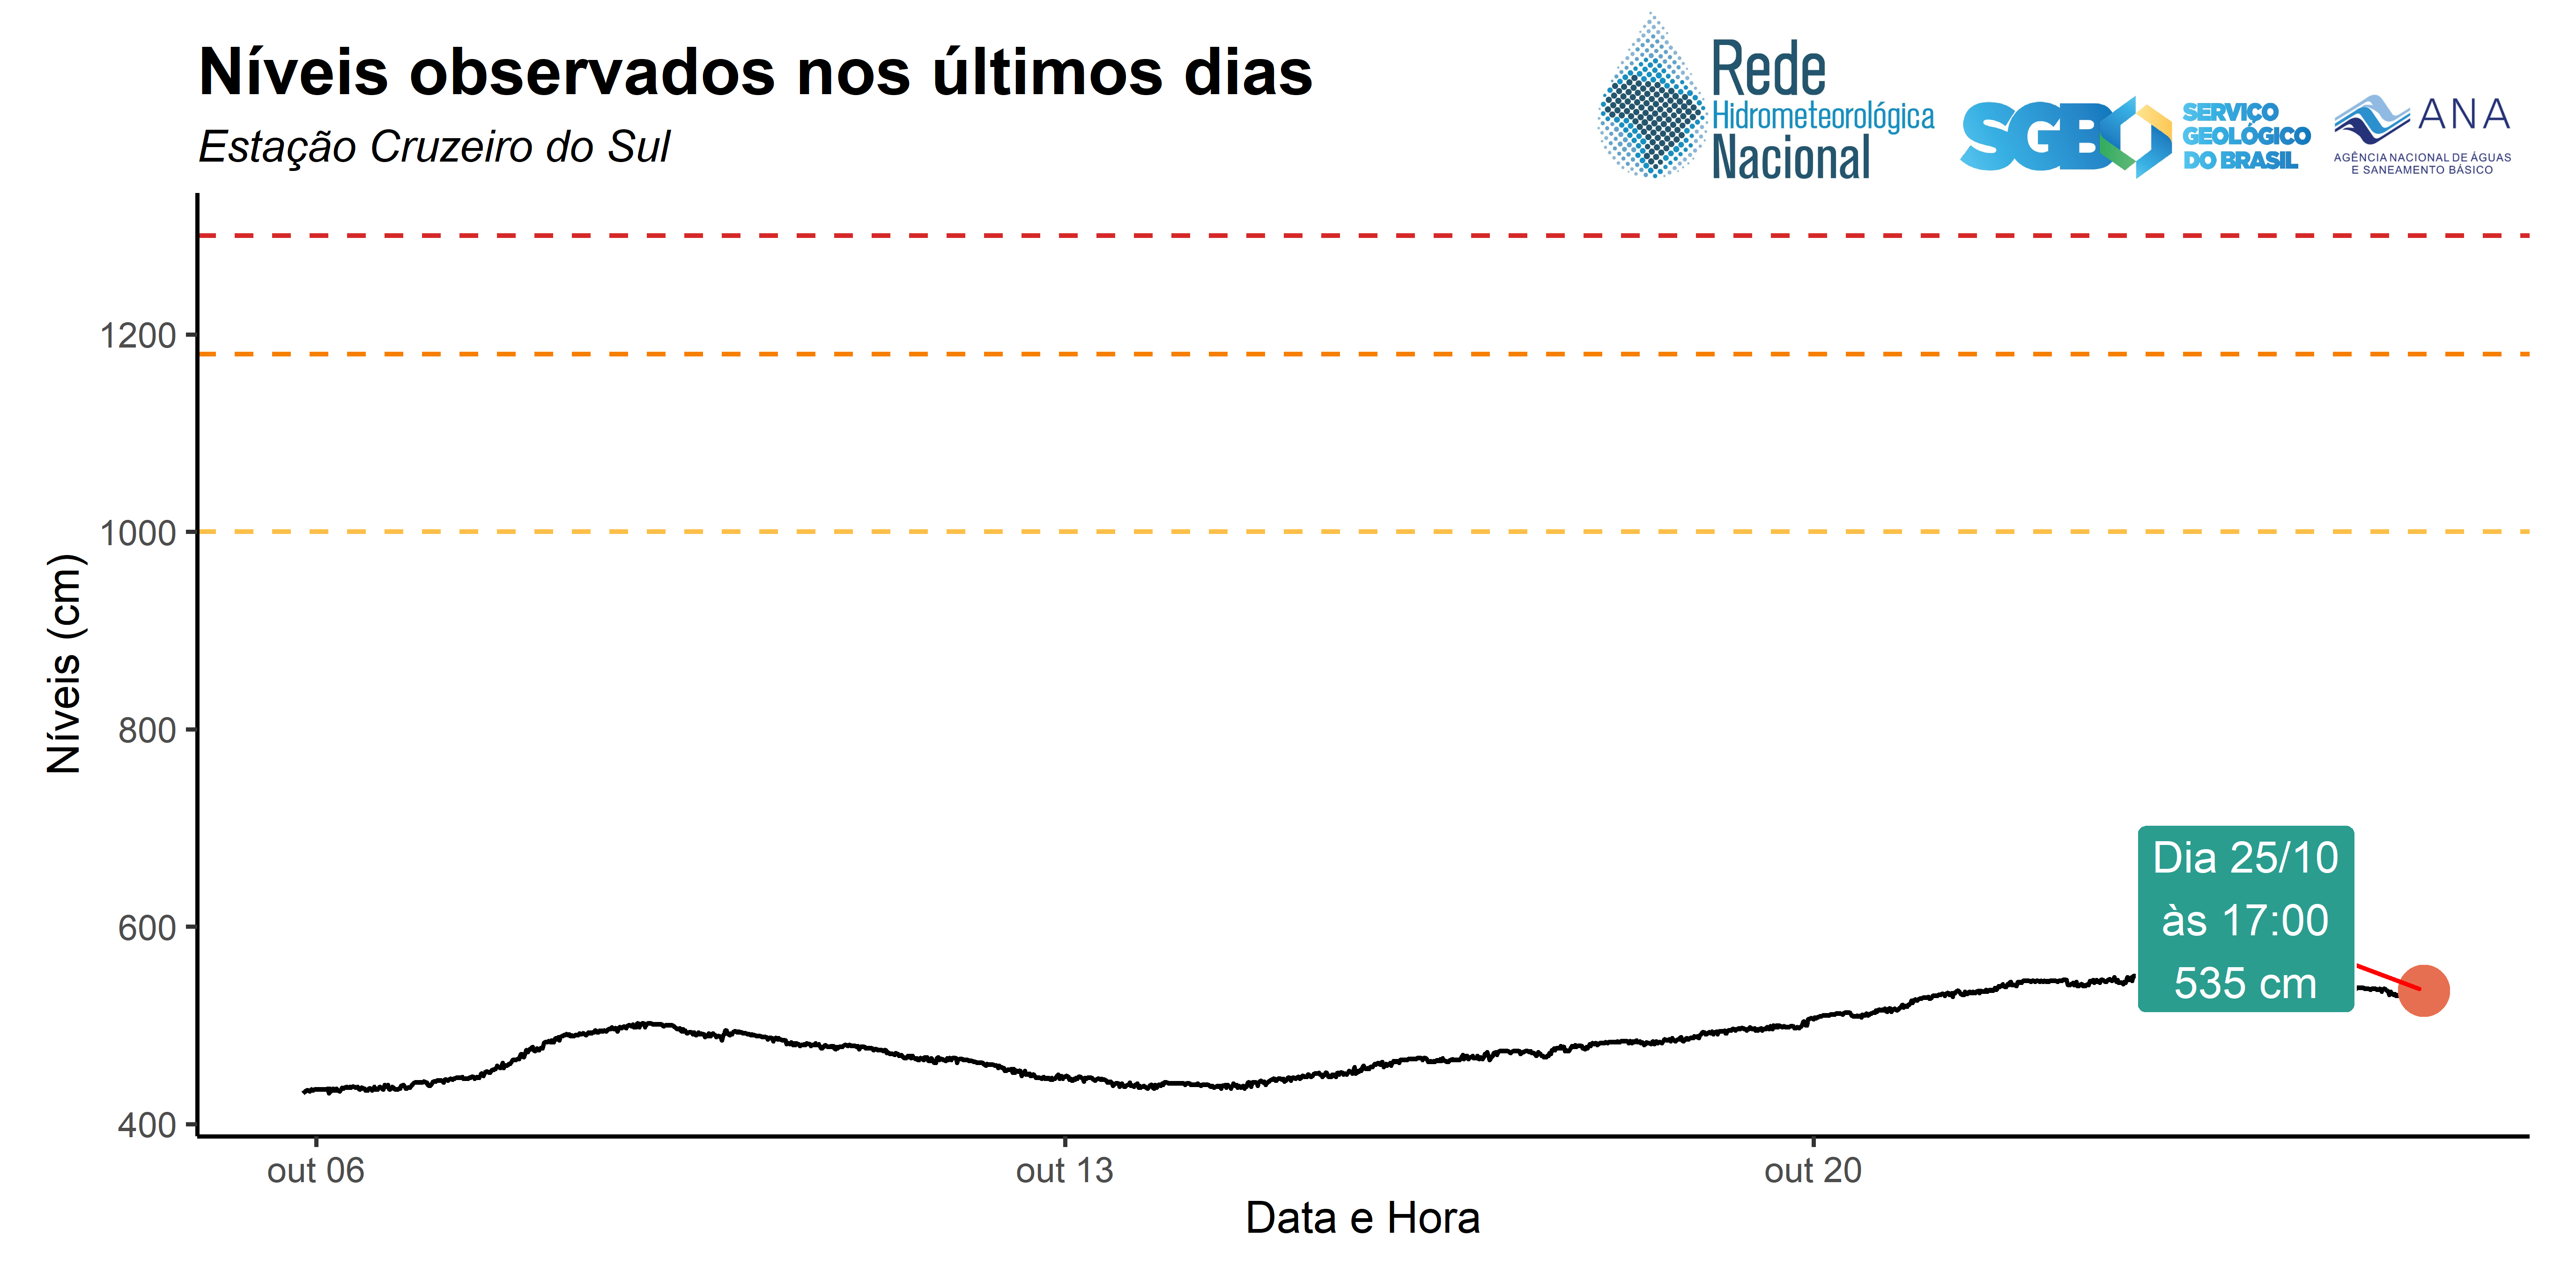 Níveis observados nos últimos dias
Estação Cruzeiro do Sul
Rede
Hidrometeorológica
Nacional
SGB
SERVIÇO
GEOLÓGICO
DO BRASIL
ANA
AGÊNCIA NACIONAL DE ÁGUAS
E SANEAMENTO BÁSICO
Níveis (cm)
1200
1000
800
600
400
Dia 25/10
às 17:00
535 cm
out 06
out 13
out 20
Data e Hora